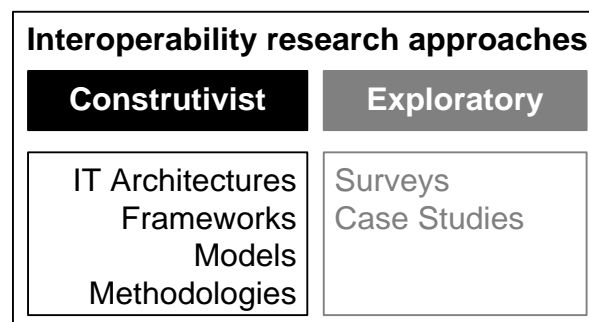 Interoperability research approaches
Construtivist
Exploratory
IT Architectures
Frameworks
Models
Methodologies
Surveys
Case Studies